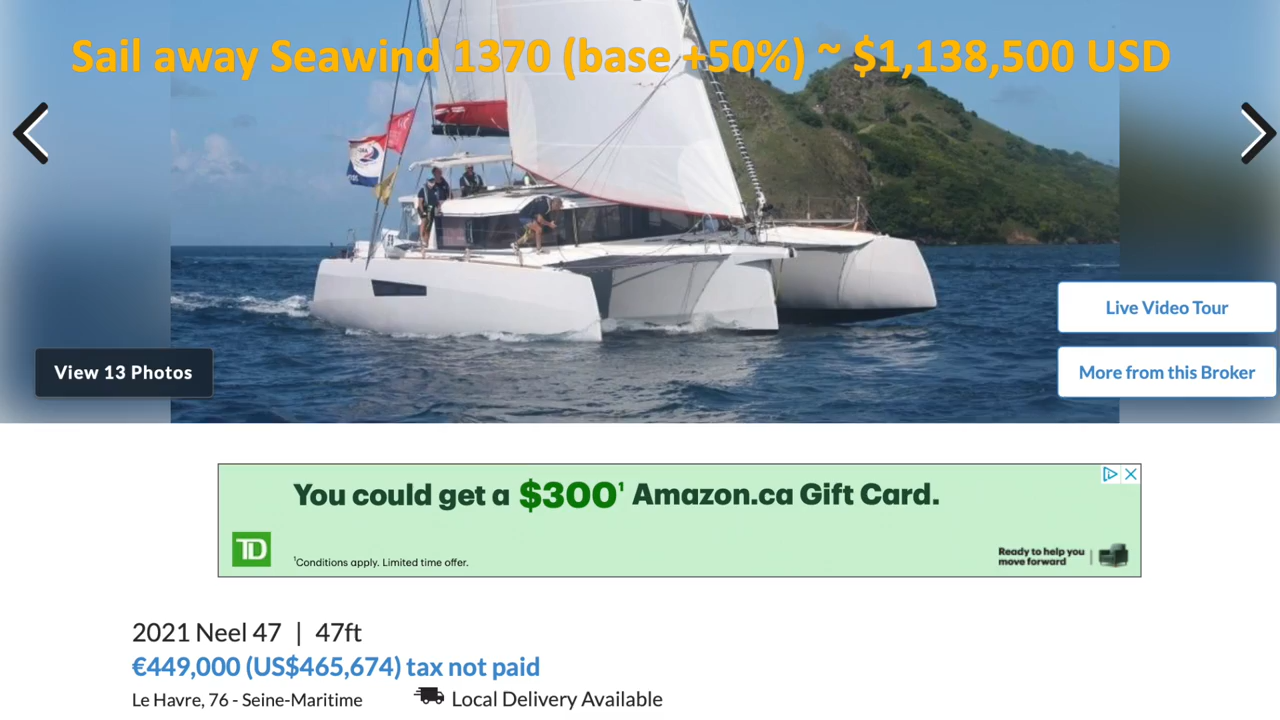 Sail away Seawind 1370 (base +50%) ~ $1,138,500 USD
Live Video Tour
View 13 Photos
More from this Broker
You could get a $300¹ Amazon.ca Gift Card.
TD
¹Conditions apply. Limited time offer.
Ready to help you
move forward
2021 Neel 47 | 47ft
€449,000 (US$465,674) tax not paid
Le Havre, 76 - Seine-Maritime
Local Delivery Available